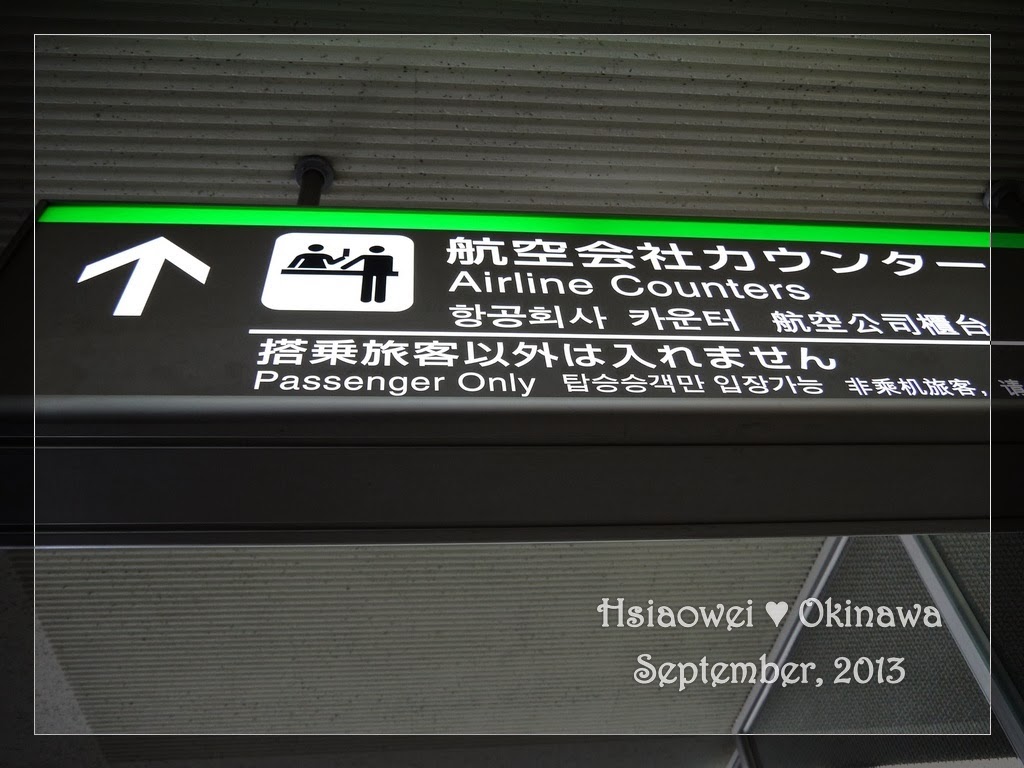 航空会社カウンター
Airline Counters
항공회사 카운터 航空公司櫃台
搭乗旅客以外は入れません
Passenger Only 탑승승객만 입장가능 非乘机旅客，请
Hsiaowei ♥ Okinawa
September, 2013